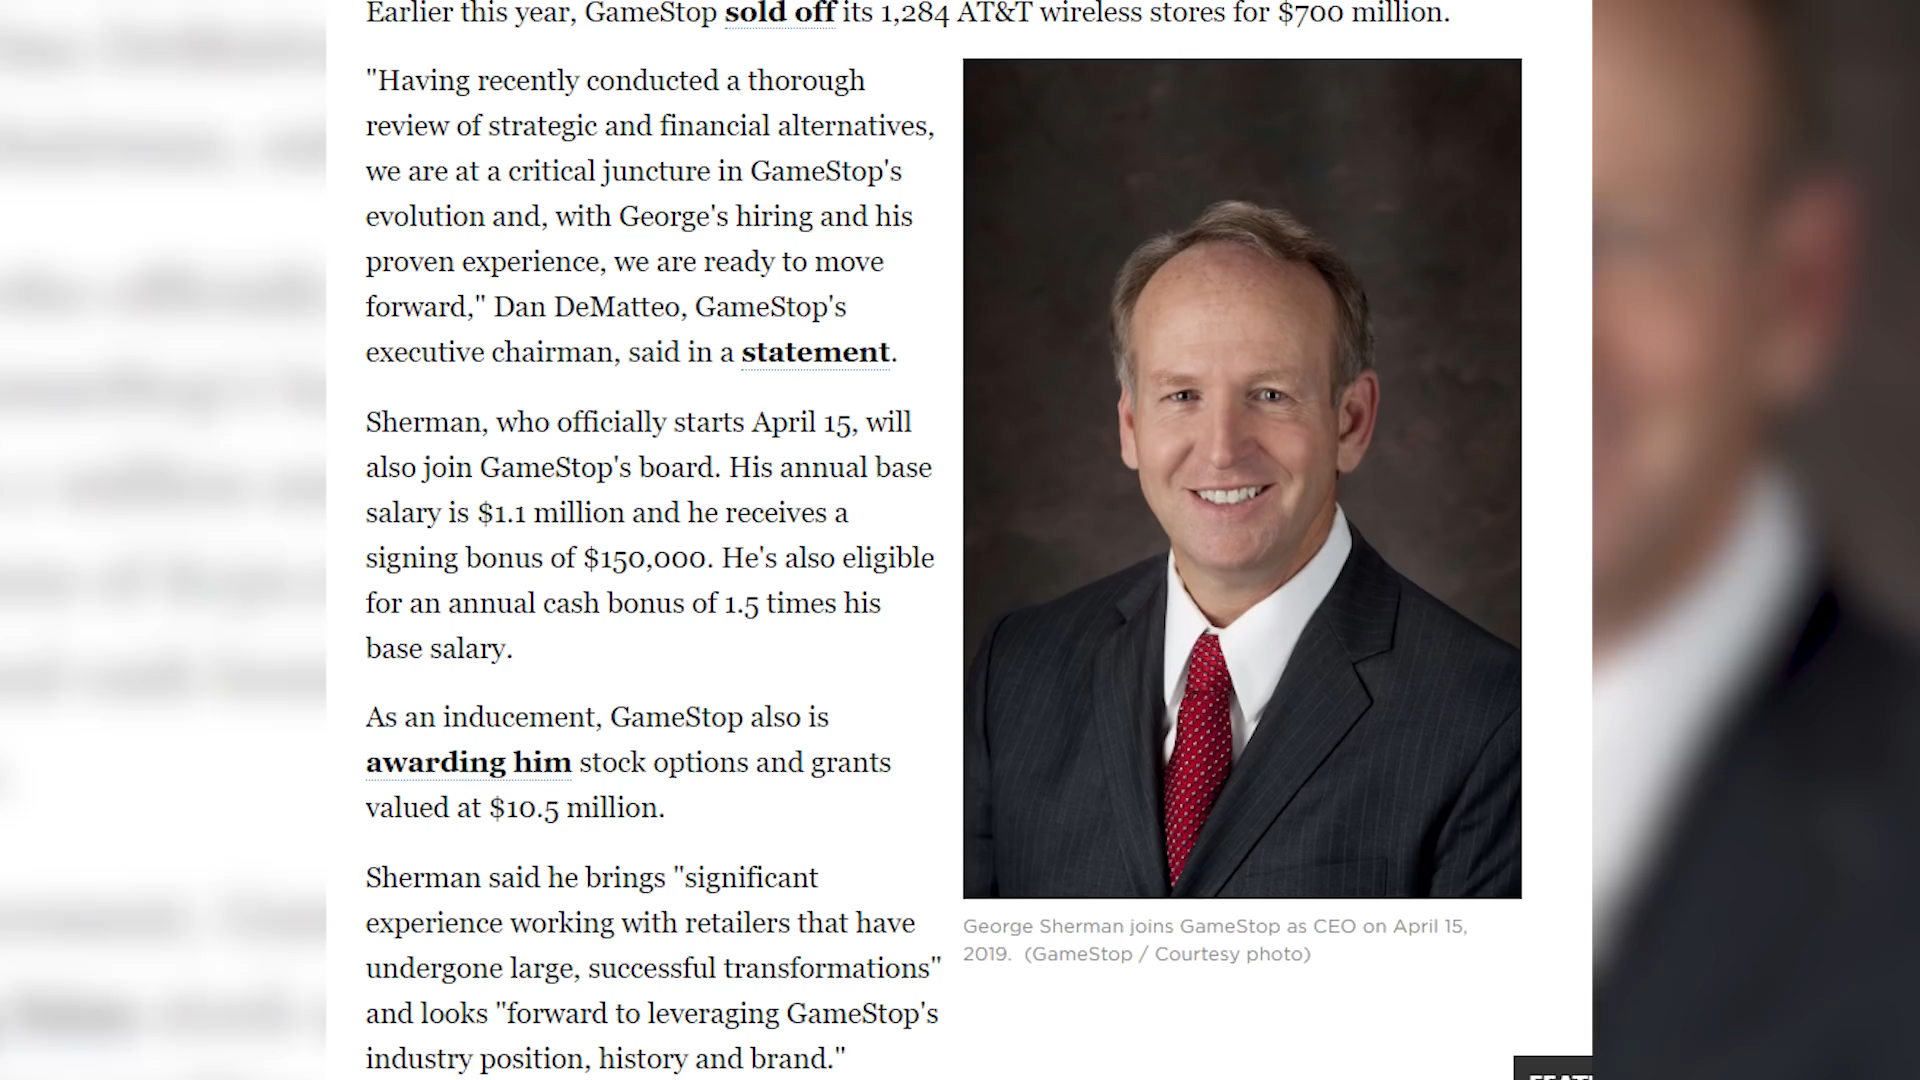 Earlier this year, GameStop sold off its 1,284 AT&T wireless stores for $700 million.
"Having recently conducted a thorough
review of strategic and financial alternatives,
we are at a critical juncture in GameStop's
evolution and, with George's hiring and his
proven experience, we are ready to move
forward," Dan DeMatteo, GameStop's
executive chairman, said in a statement.
Sherman, who officially starts April 15, will
also join GameStop's board. His annual base
salary is $1.1 million and he receives a
signing bonus of $150,000. He's also eligible
for an annual cash bonus of 1.5 times his
base salary.
As an inducement, GameStop also is
awarding him stock options and grants
valued at $10.5 million.
Sherman said he brings "significant
experience working with retailers that have
undergone large, successful transformations"
and looks "forward to leveraging GameStop's
industry position, history and brand."
George Sherman joins GameStop as CEO on April 15,
2019. (GameStop / Courtesy photo)